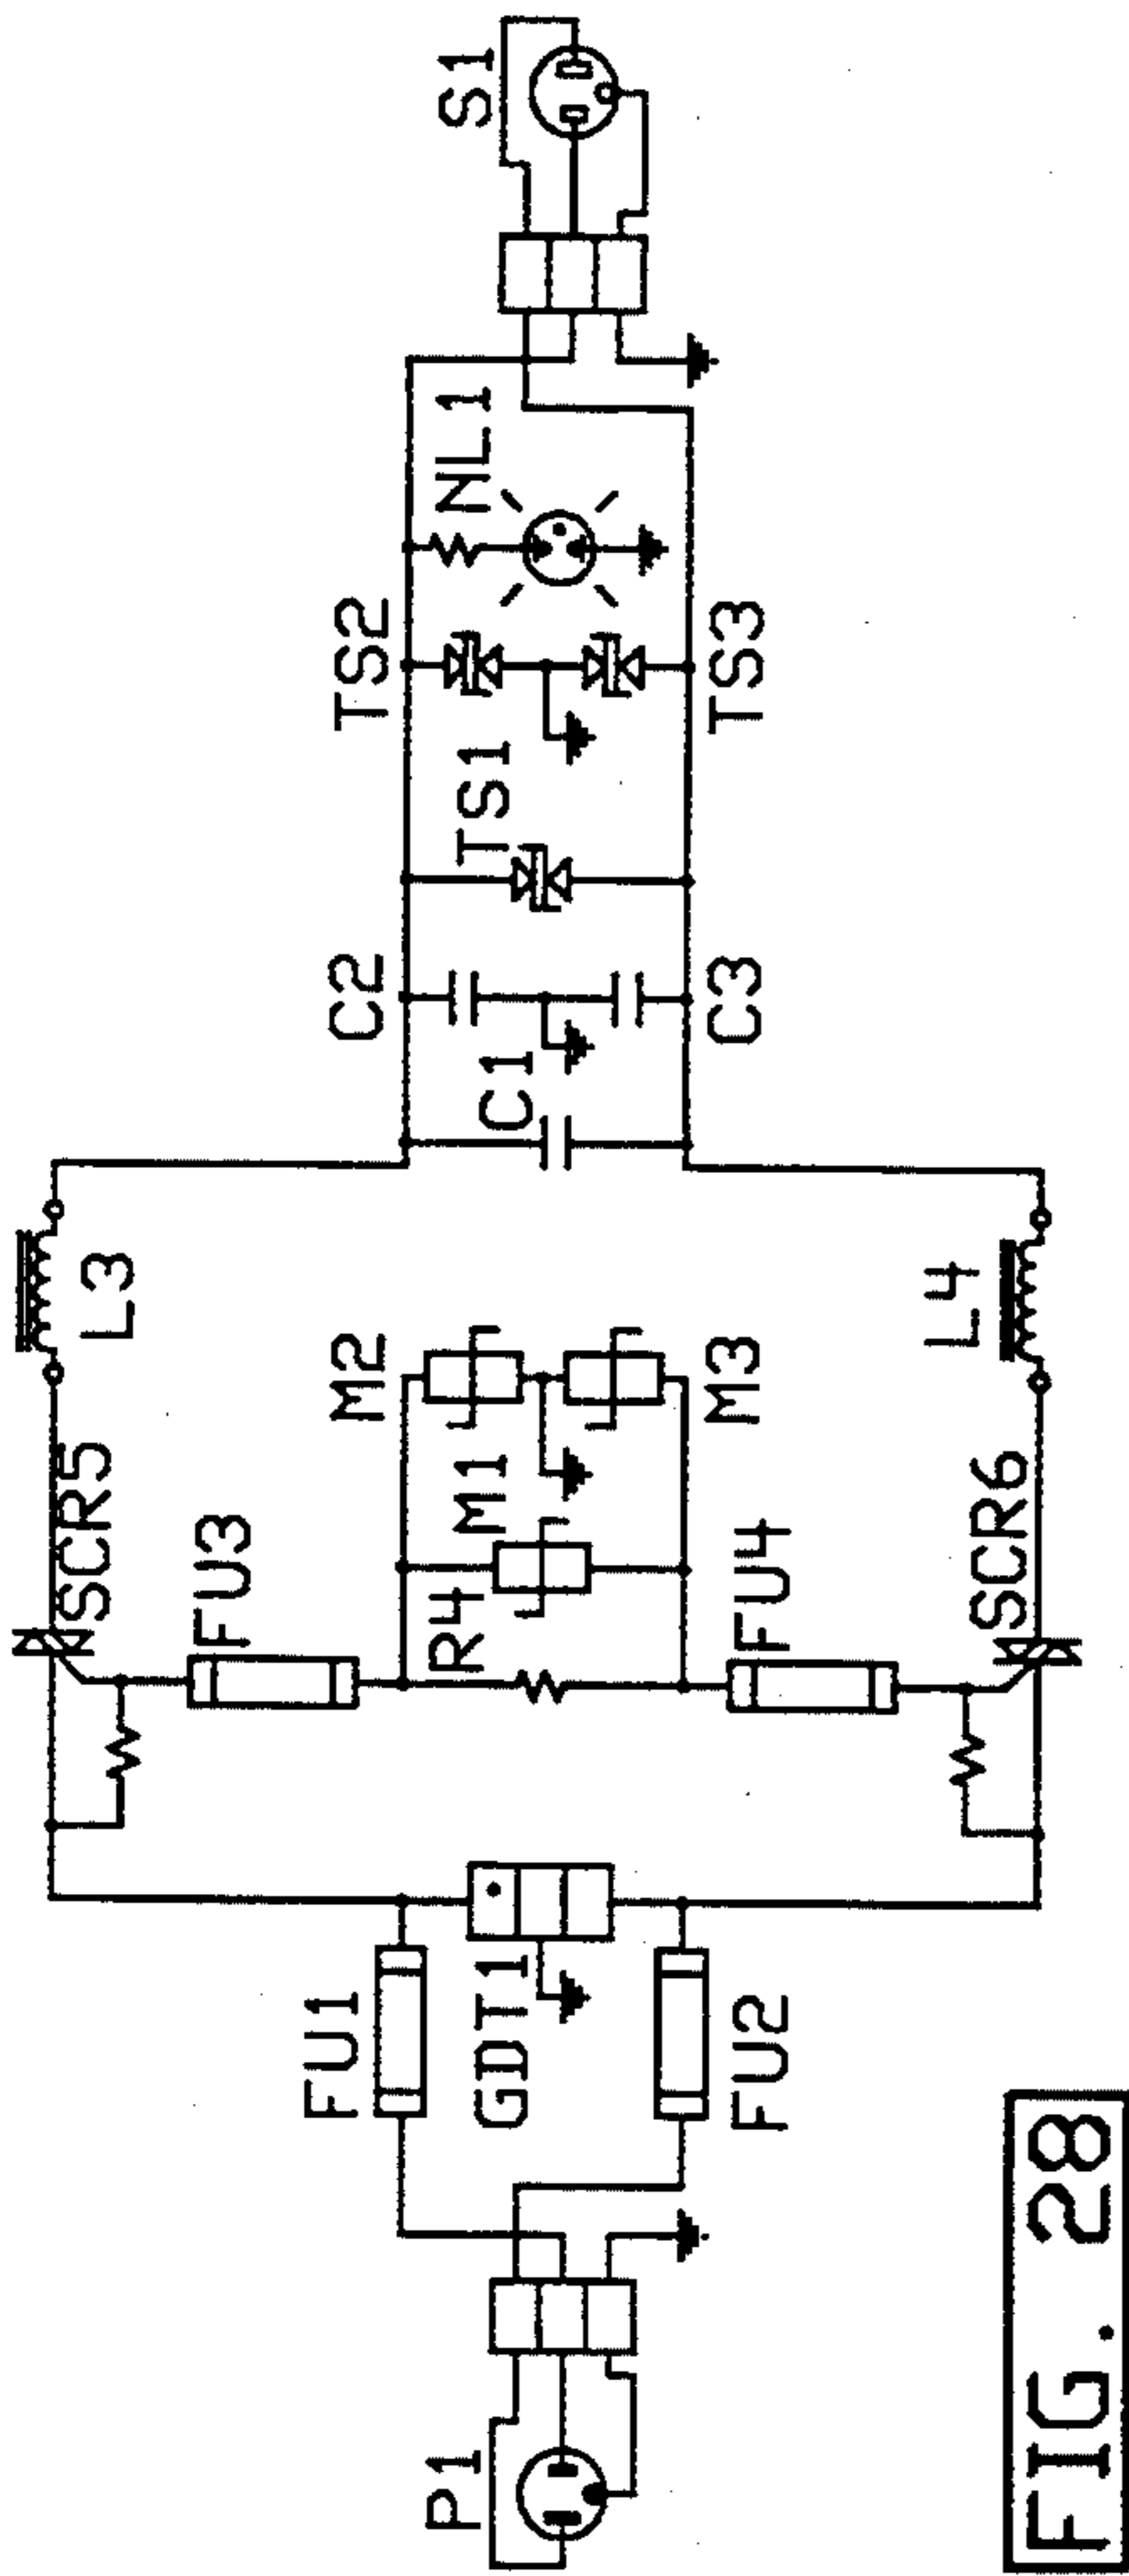 P1
FU1
GDT1
FU2
SCR5
FU3
R4
M1
M2
M3
FU4
SCR6
L3
L4
C1
C2
C3
TS1
TS2
TS3
NL1
S1
FIG. 28